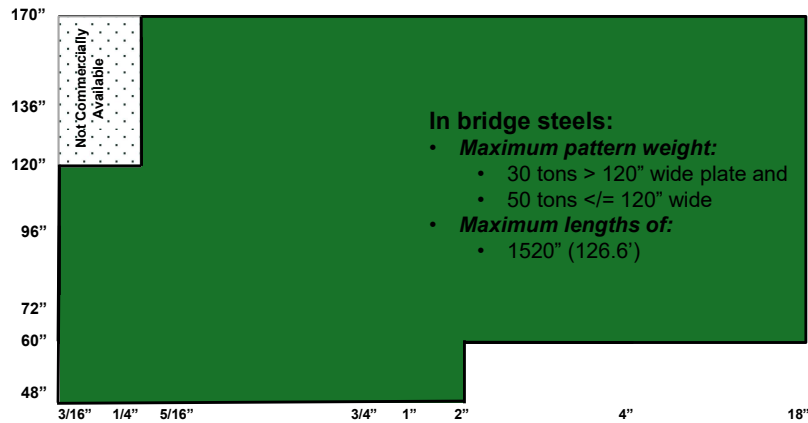 170”
136”
120”
96”
72”
60”
48”
Not Commercially
Available
In bridge steels:
• Maximum pattern weight:
• 30 tons > 120” wide plate and
• 50 tons </= 120” wide
• Maximum lengths of:
• 1520” (126.6’)
3/16” 1/4” 5/16” 3/4” 1” 2” 4” 18”